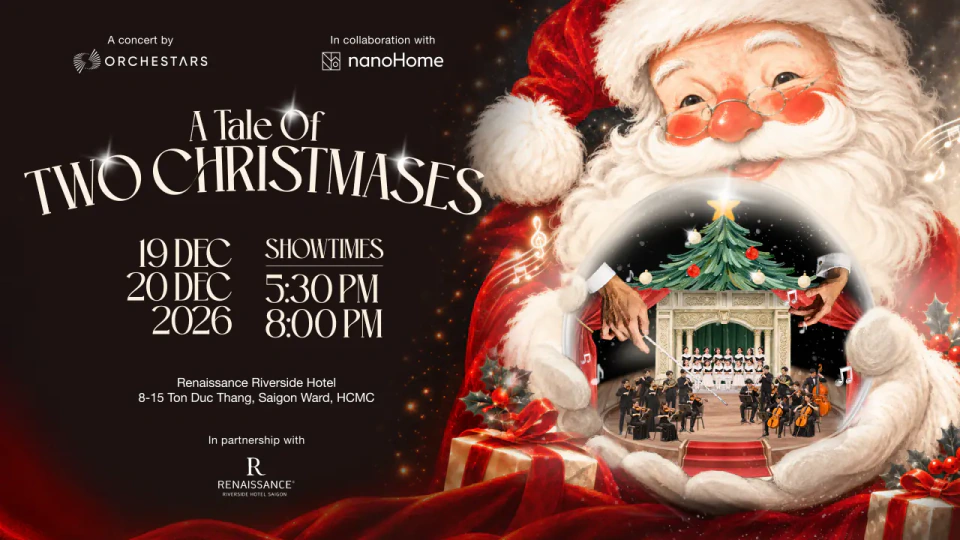 A concert by
ORCHESTARS
In collaboration with
nanoHome
A Tale Of
TWO CHRISTMASES
19 DEC
20 DEC
2026
SHOWTIMES
5:30 PM
8:00 PM
Renaissance Riverside Hotel
8-15 Ton Duc Thang, Saigon Ward, HCMC
In partnership with
R
RENAISSANCE®
RIVERSIDE HOTEL SAIGON